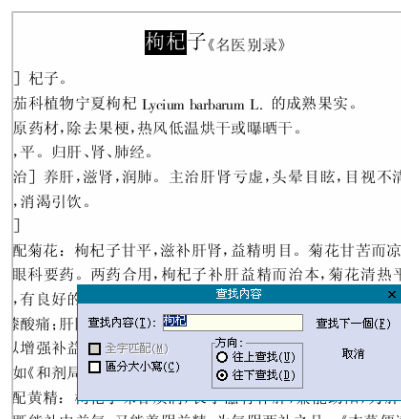 枸杞子《名医别录》
］杞子。
茄科植物宁夏枸杞 Lycium barbarum L. 的成熟果实。
原药材,除去果梗,热风低温烘干或曝晒干。
,平。归肝、肾、肺经。
治］养肝,滋肾,润肺。主治肝肾亏虚,头晕目眩,目视不清
,消渴引饮。
］
配菊花：枸杞子甘平,滋补肝肾,益精明目。菊花甘苦而凉
眼科要药。两药合用,枸杞子补肝益精而治本,菊花清热平
,有良好的
酸痛;肝
以增强补益
如《和剂局
配黄精：
查找內容
查找內容(I)：枸杞
查找下一個(F)
全字匹配(M)
區分大小寫(C)
方向：
往上查找(U)
往下查找(D)
取消